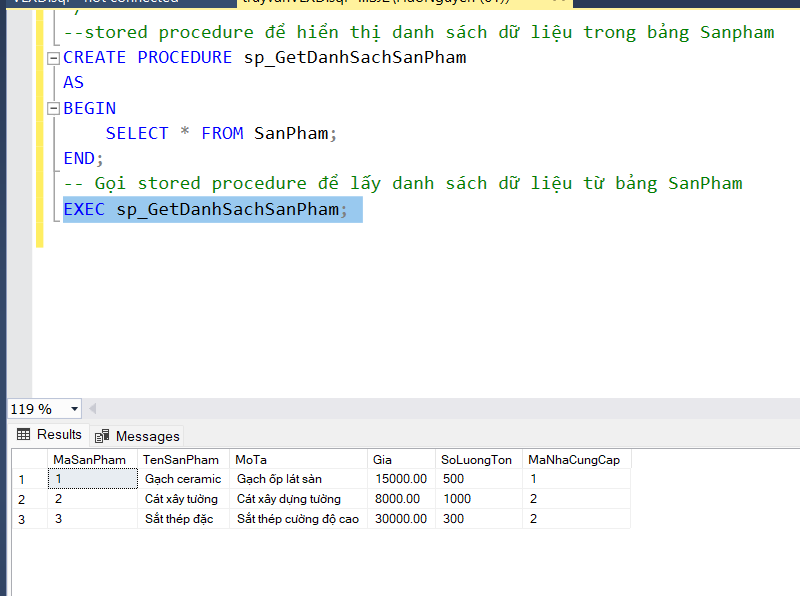 --stored procedure để hiển thị danh sách dữ liệu trong bảng Sanpham
CREATE PROCEDURE sp_GetDanhSachSanPham
AS
BEGIN
SELECT * FROM SanPham;
END;
-- Gọi stored procedure để lấy danh sách dữ liệu từ bảng SanPham
EXEC sp_GetDanhSachSanPham;
119 %
Results Messages
MaSanPham TenSanPham MoTa Gia SoLuongTon MaNhaCungCap
1 1 Gạch ceramic Gạch ốp lát sàn 15000.00 500 1
2 2 Cát xây tường Cát xây dựng tường 8000.00 1000 2
3 3 Sắt thép đặc Sắt thép cường độ cao 30000.00 300 2